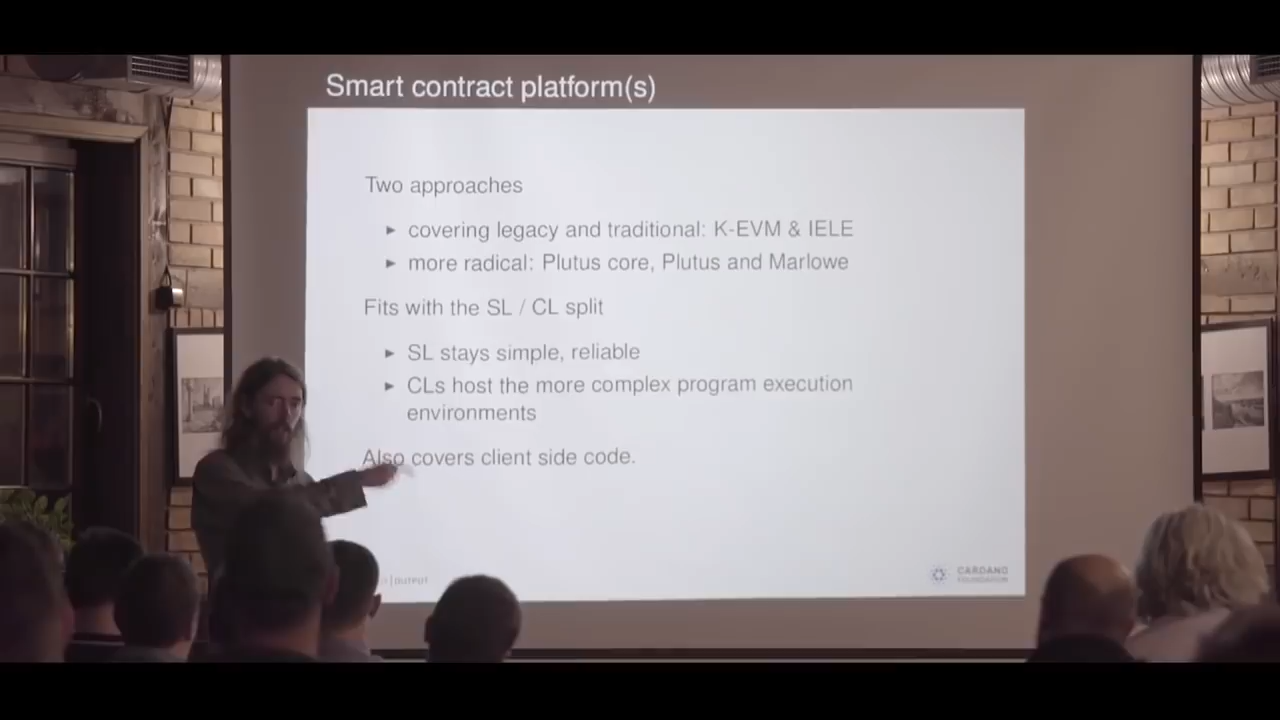 Smart contract platform(s)
Two approaches
▸ covering legacy and traditional: K-EVM & IELE
▸ more radical: Plutus core, Plutus and Marlowe
Fits with the SL / CL split
▸ SL stays simple, reliable
▸ CLs host the more complex program execution
environments
Also covers client side code.
OUTPUT
CARDANO
FOUNDATION